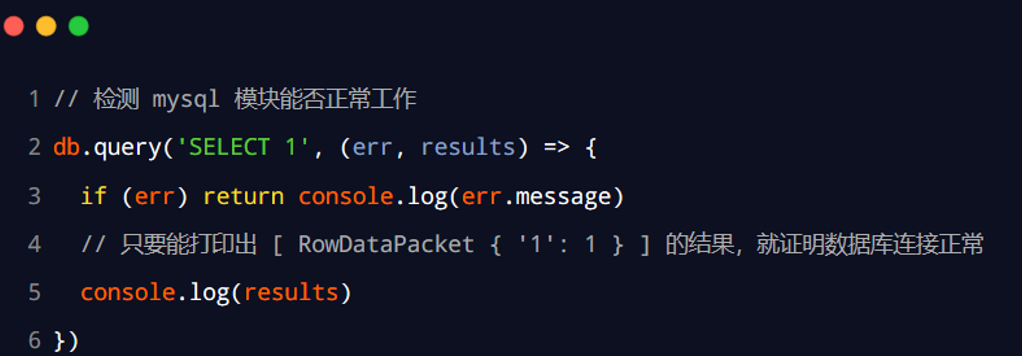 1 // 检测 mysql 模块能否正常工作
2 db.query('SELECT 1', (err, results) => {
3   if (err) return console.log(err.message)
4   // 只要能打印出 [ RowDataPacket { '1': 1 } ] 的结果，就证明数据库连接正常
5   console.log(results)
6 })